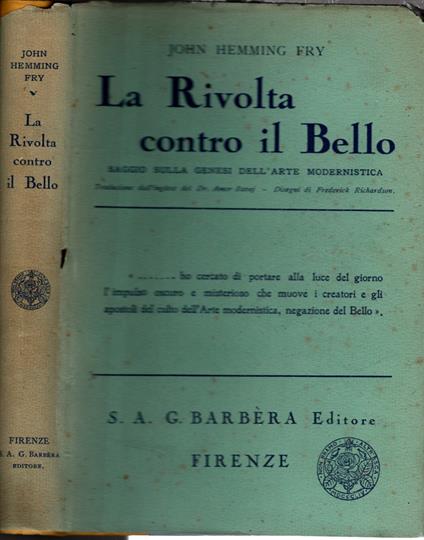 JOHN
HEMMING
FRY
La
Rivolta
contro
il Bello
FIRENZE
S. A. G. BARBÈRA
EDITORE.
JOHN HEMMING FRY
La Rivolta
contro il Bello
SAGGIO SULLA GENESI DELL'ARTE MODERNISTICA
Traduzione dall'inglese del Dr. — Disegni di Frederick Richardson.
« ........ ho cercato di portare alla luce del giorno
l'impulso oscuro e misterioso che muove i creatori e gli
apostoli del culto dell'Arte modernistica, negazione del Bello ».
S. A. G. BARBÈRA Editore
FIRENZE